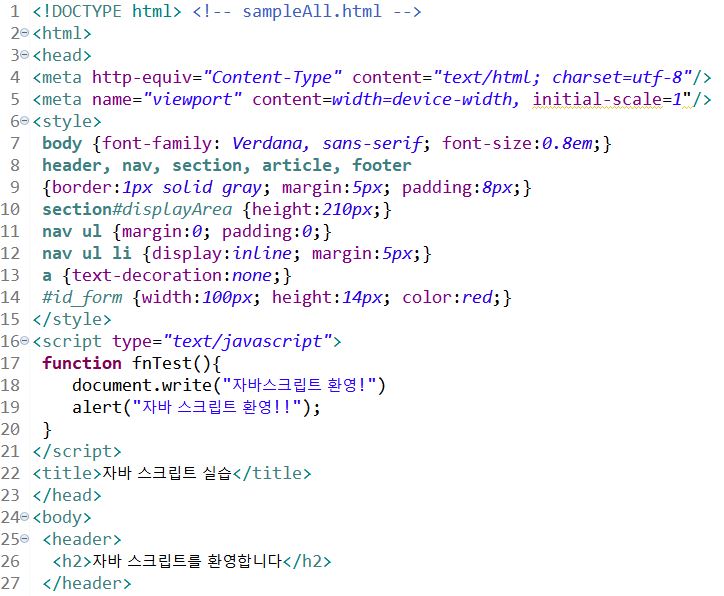 1 <!DOCTYPE html> <!-- sampleAll.html -->
2 <html>
3 <head>
4 <meta http-equiv="Content-Type" content="text/html; charset=utf-8"/>
5 <meta name="viewport" content=width=device-width, initial-scale=1"/>
6 <style>
7 body {font-family: Verdana, sans-serif; font-size:0.8em;}
8 header, nav, section, article, footer
9 {border:1px solid gray; margin:5px; padding:8px;}
10 section#displayArea {height:210px;}
11 nav ul {margin:0; padding:0;}
12 nav ul li {display:inline; margin:5px;}
13 a {text-decoration:none;}
14 #id_form {width:100px; height:14px; color:red;}
15 </style>
16 <script type="text/javascript">
17 function fnTest(){
18 document.write("자바스크립트 환영!")
19 alert("자바 스크립트 환영!!");
20 }
21 </script>
22 <title>자바 스크립트 실습</title>
23 </head>
24 <body>
25 <header>
26 <h2>자바 스크립트를 환영합니다</h2>
27 </header>